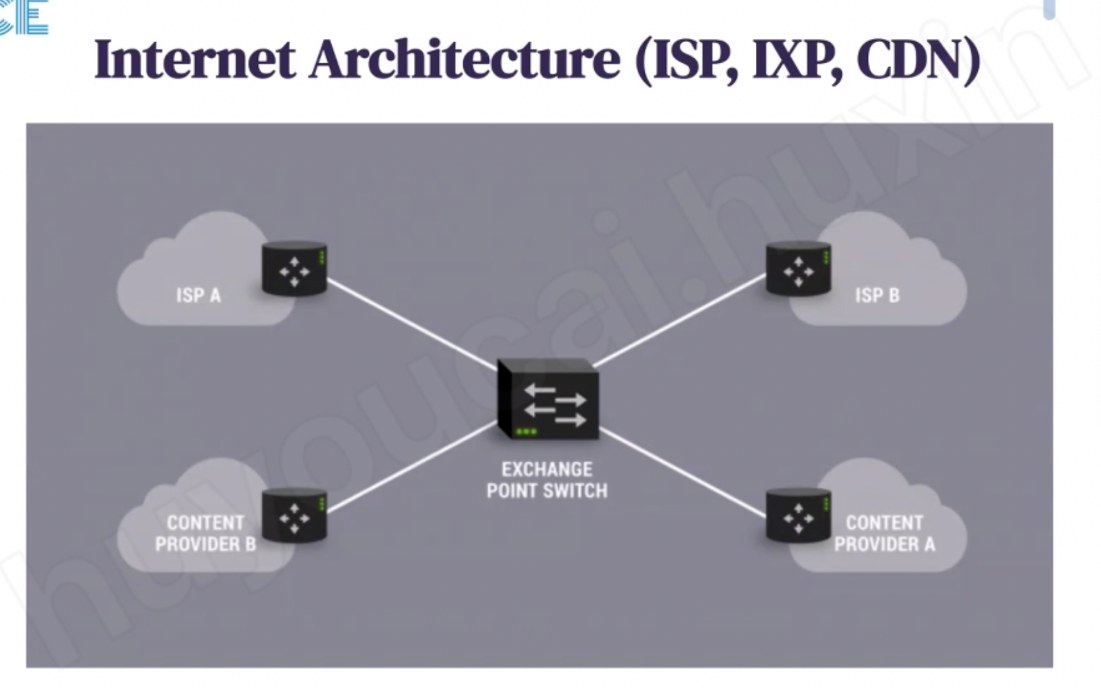 CE
Internet Architecture (ISP, IXP, CDN)
ISP A
ISP B
EXCHANGE
POINT SWITCH
CONTENT
PROVIDER B
CONTENT
PROVIDER A
huyoucai.huxin